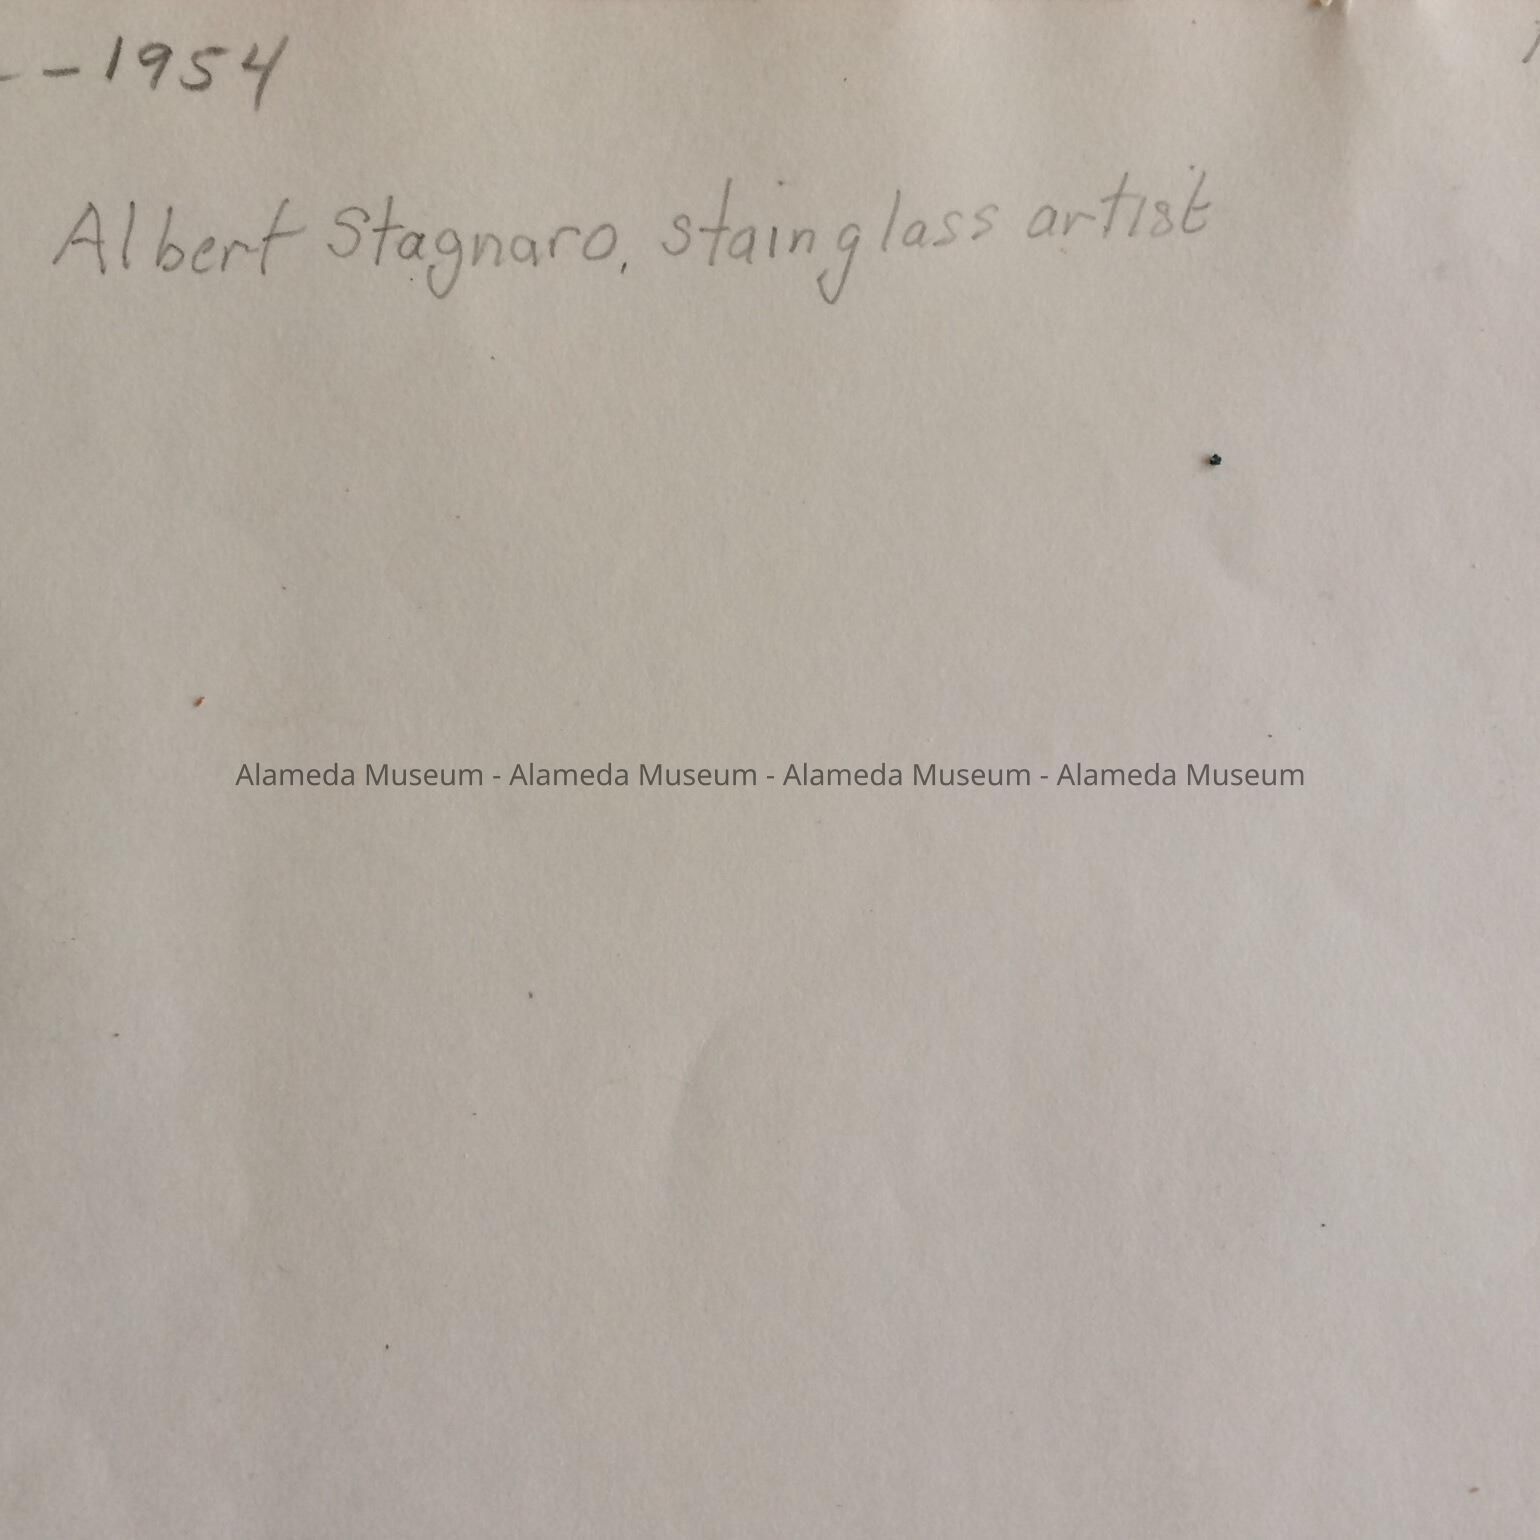 --1954
Albert Stagnaro, stainglass artist
Alameda Museum - Alameda Museum - Alameda Museum - Alameda Museum